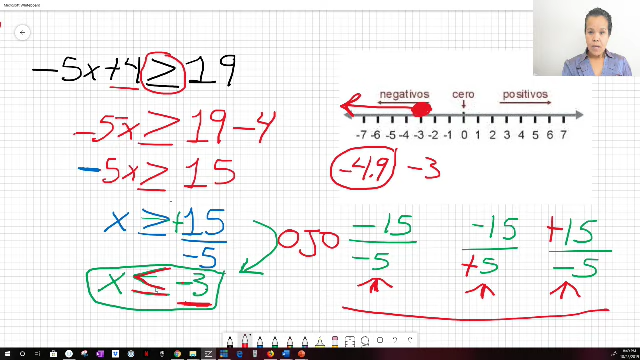 Microsoft Whiteboard
-5x+4 ≥ 19
-5x ≥ 19-4
-5x ≥ 15
x ≥ +15
-5
x ≤ -3
negativos cero positivos
-7 -6 -5 -4 -3 -2 -1 0 1 2 3 4 5 6 7
-4.9 -3
OJO
-15 -15 +15
-5 +5 -5